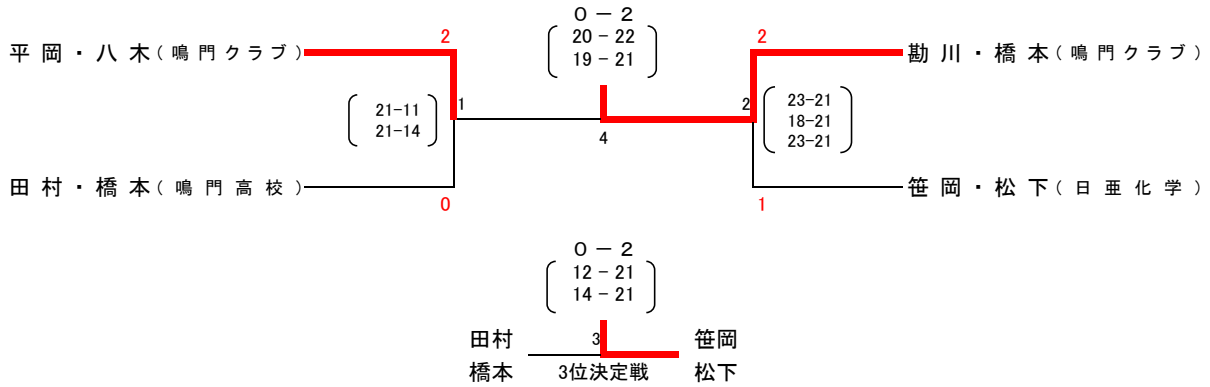 0 − 2
20 − 22
19 − 21
平 岡 ・ 八 木 ( 鳴 門 ク ラ ブ )
2
2
勘 川 ・ 橋 本 ( 鳴 門 ク ラ ブ )
21-11
21-14
1
4
2
23-21
18-21
23-21
田 村 ・ 橋 本 ( 鳴 門 高 校 )
0
1
笹 岡 ・ 松 下 ( 日 亜 化 学 )
0 − 2
12 − 21
14 − 21
田村
3
笹岡
橋本
3位決定戦
松下